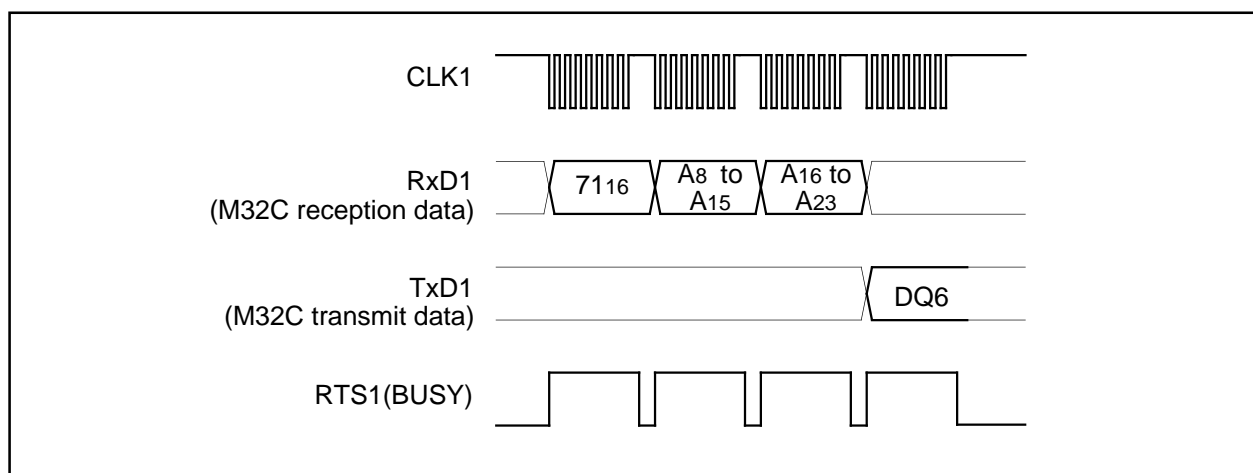 CLK1
RxD1
(M32C reception data)
7116
A8 to
A15
A16 to
A23
TxD1
(M32C transmit data)
DQ6
RTS1(BUSY)